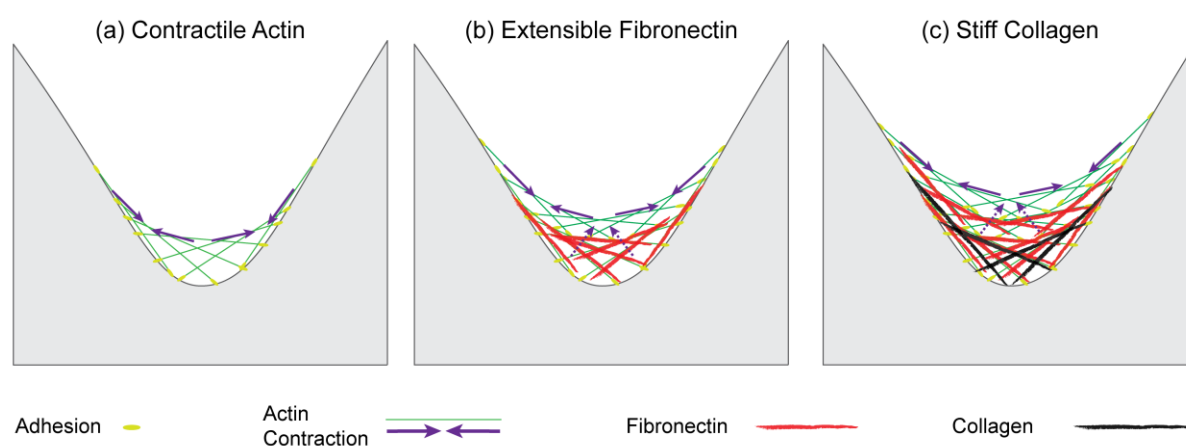 (a) Contractile Actin
(b) Extensible Fibronectin
(c) Stiff Collagen
Adhesion
Actin
Contraction
Fibronectin
Collagen